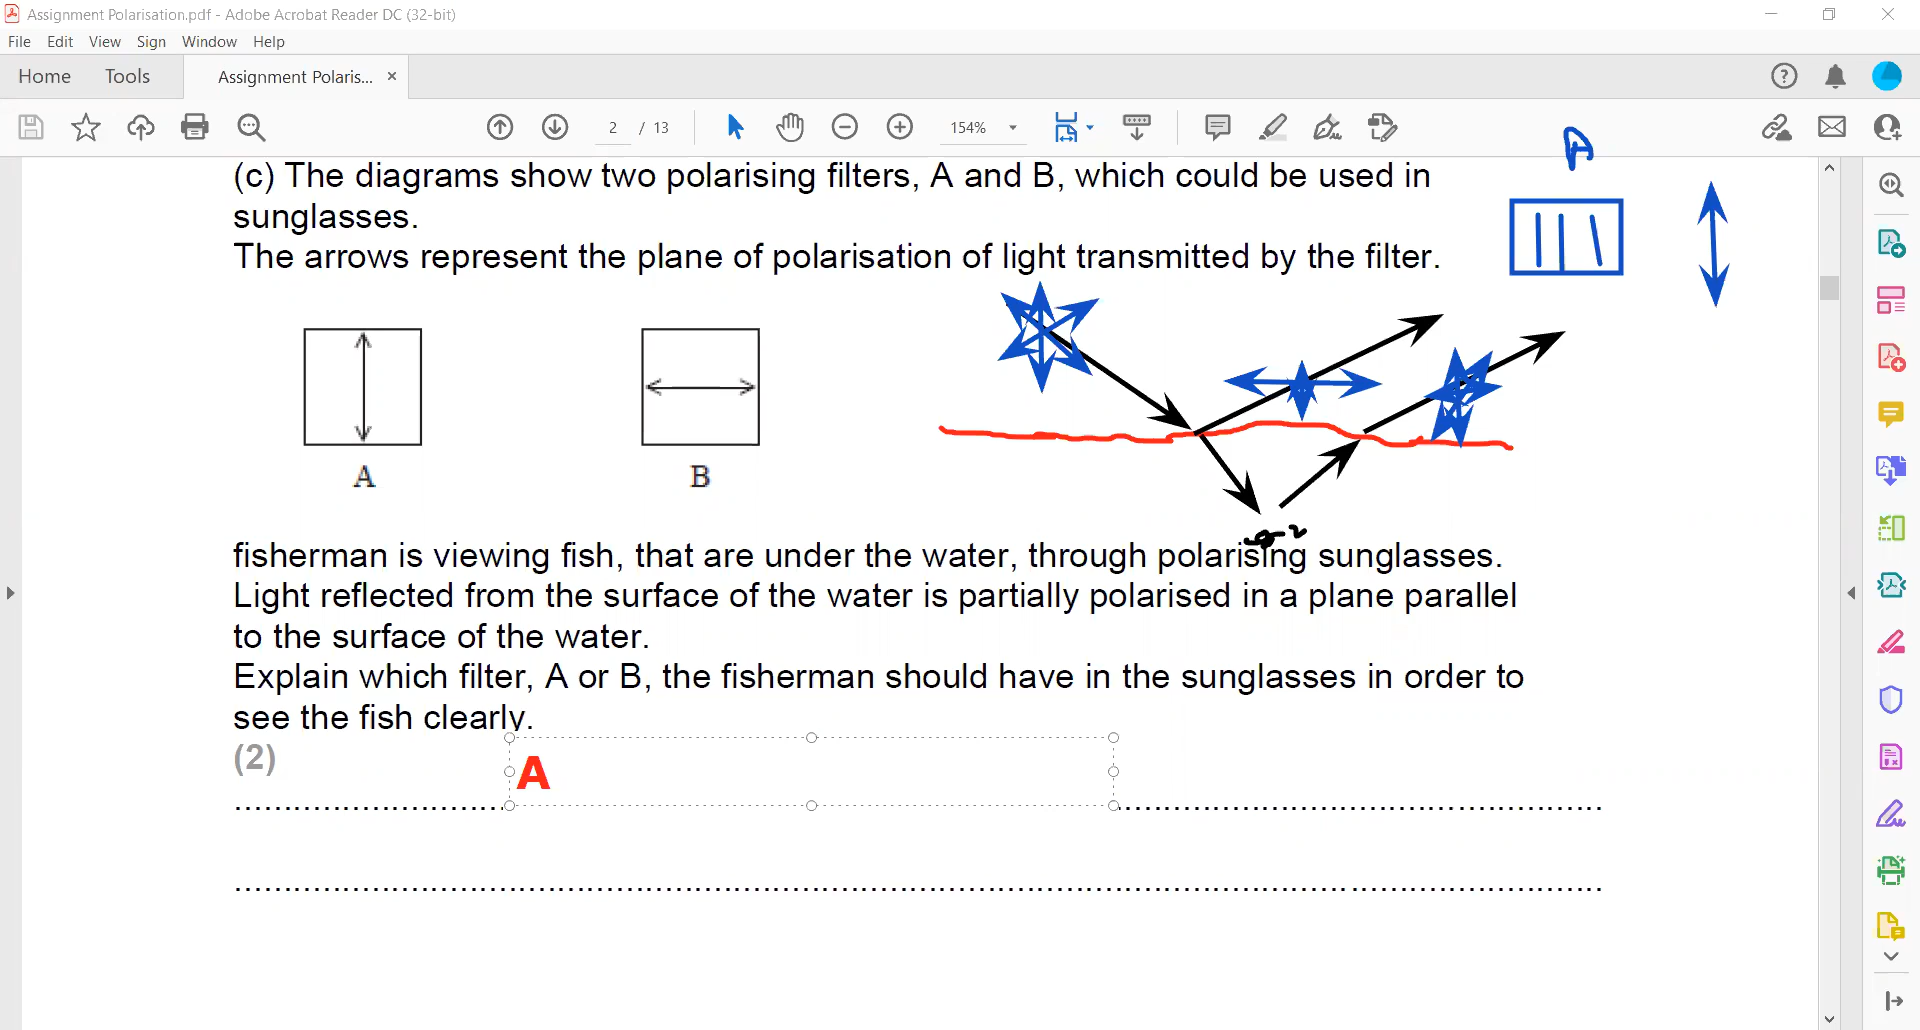 Assignment Polarisation.pdf - Adobe Acrobat Reader DC (32-bit)
File Edit View Sign Window Help
Home Tools Assignment Polaris... ×
2 / 13 154%
A
(c) The diagrams show two polarising filters, A and B, which could be used in
sunglasses.
The arrows represent the plane of polarisation of light transmitted by the filter.
A B
fisherman is viewing fish, that are under the water, through polarising sunglasses.
Light reflected from the surface of the water is partially polarised in a plane parallel
to the surface of the water.
Explain which filter, A or B, the fisherman should have in the sunglasses in order to
see the fish clearly.
(2)
A